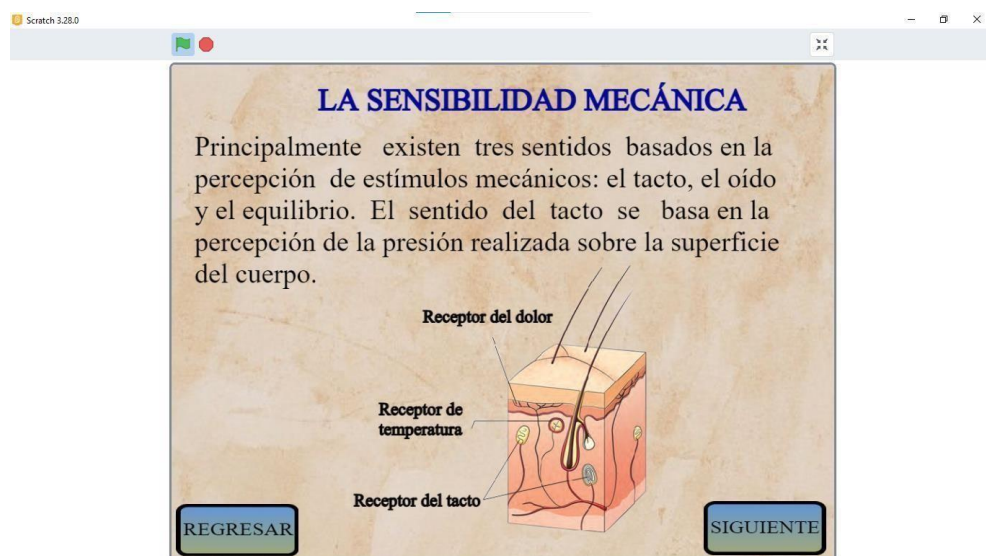 Scratch 3.28.0
LA SENSIBILIDAD MECÁNICA
Principalmente existen tres sentidos basados en la
percepción de estímulos mecánicos: el tacto, el oído
y el equilibrio. El sentido del tacto se basa en la
percepción de la presión realizada sobre la superficie
del cuerpo.
Receptor del dolor
Receptor de
temperatura
Receptor del tacto
REGRESAR
SIGUIENTE